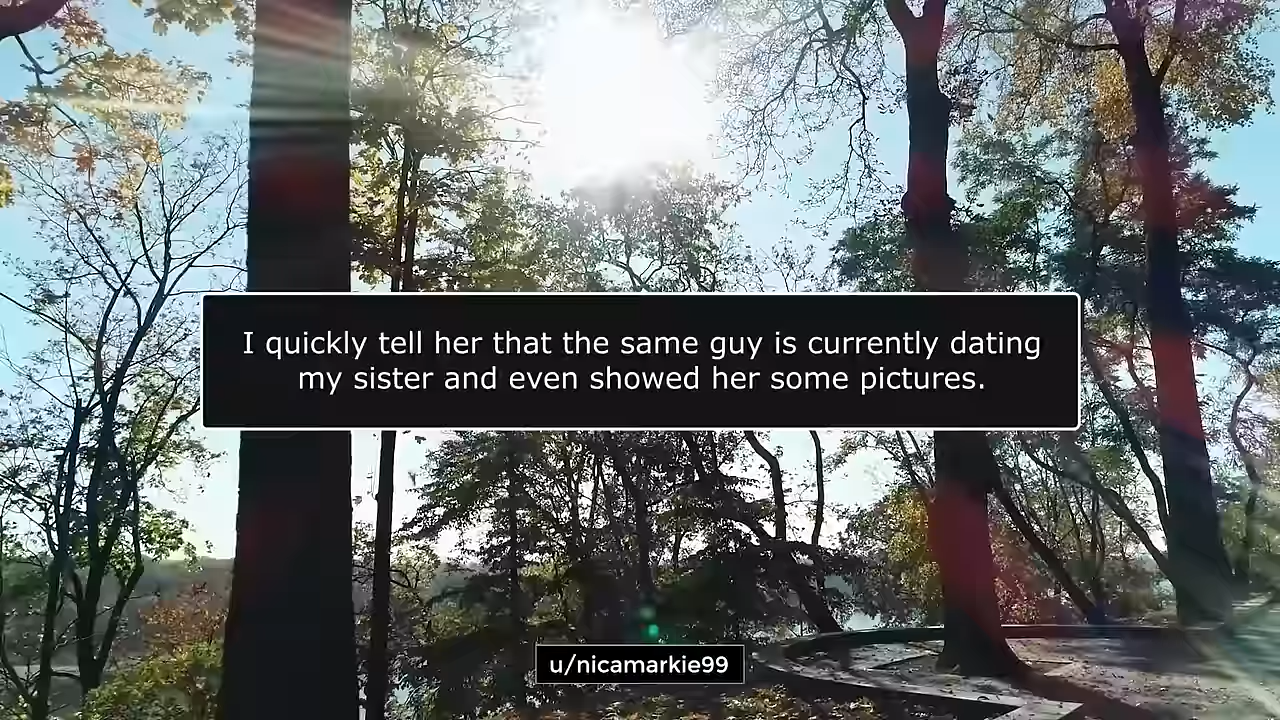 I quickly tell her that the same guy is currently dating
my sister and even showed her some pictures.
u/nicamarkie99